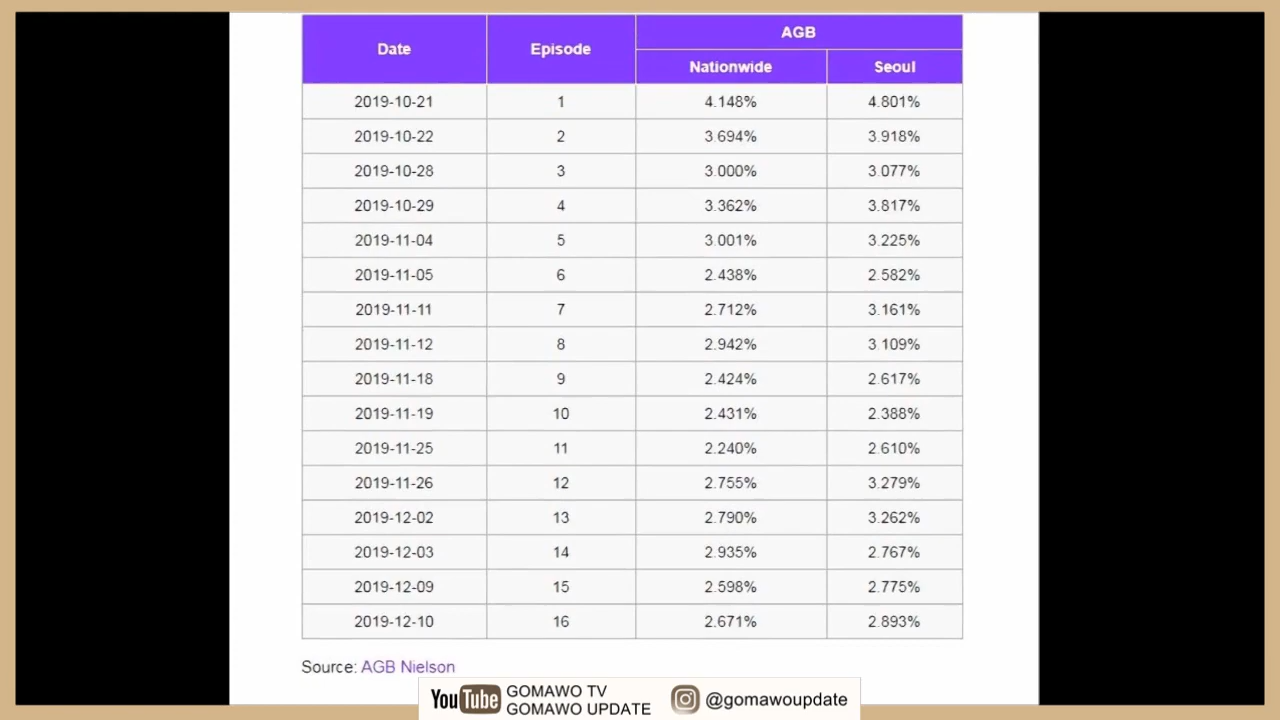 Date Episode AGB
Nationwide Seoul
2019-10-21 1 4.148% 4.801%
2019-10-22 2 3.694% 3.918%
2019-10-28 3 3.000% 3.077%
2019-10-29 4 3.362% 3.817%
2019-11-04 5 3.001% 3.225%
2019-11-05 6 2.438% 2.582%
2019-11-11 7 2.712% 3.161%
2019-11-12 8 2.942% 3.109%
2019-11-18 9 2.424% 2.617%
2019-11-19 10 2.431% 2.388%
2019-11-25 11 2.240% 2.610%
2019-11-26 12 2.755% 3.279%
2019-12-02 13 2.790% 3.262%
2019-12-03 14 2.935% 2.767%
2019-12-09 15 2.598% 2.775%
2019-12-10 16 2.671% 2.893%
Source: AGB Nielson
YouTube GOMAWO TV
GOMAWO UPDATE
@gomawoupdate